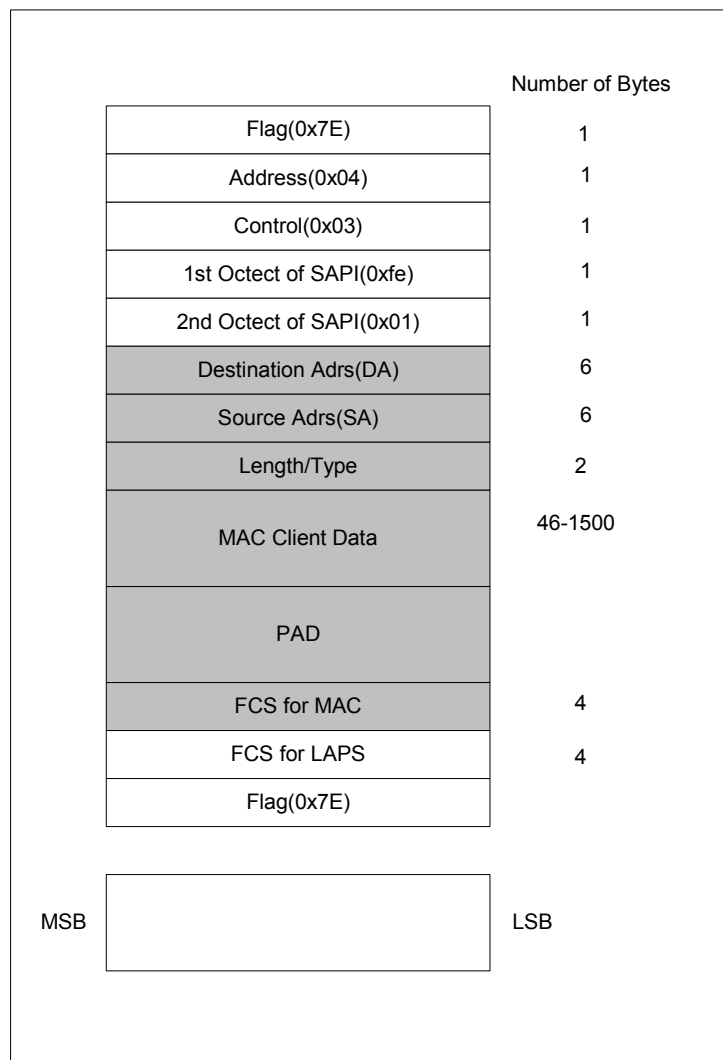 Number of Bytes
Flag(0x7E) 1
Address(0x04) 1
Control(0x03) 1
1st Octect of SAPI(0xfe) 1
2nd Octect of SAPI(0x01) 1
Destination Adrs(DA) 6
Source Adrs(SA) 6
Length/Type 2
MAC Client Data 46-1500
PAD
FCS for MAC 4
FCS for LAPS 4
Flag(0x7E)
MSB LSB